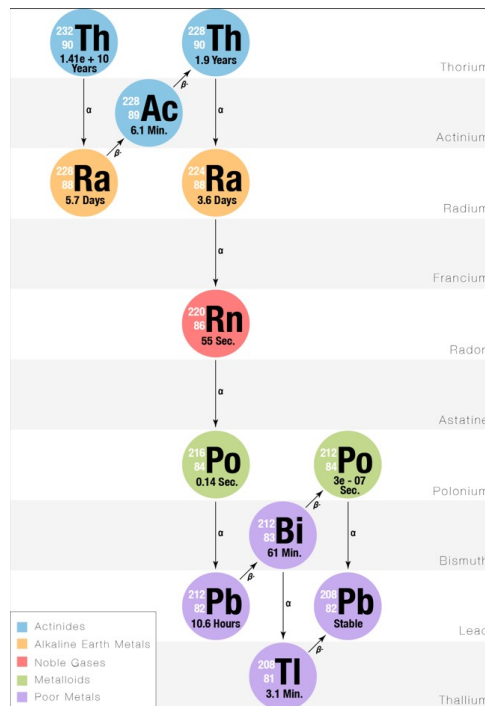 232
90
Th
1.41e + 10
Years
228
90
Th
1.9 Years
Thorium
α
228
89
Ac
6.1 Min.
β-
β-
α
Actinium
228
88
Ra
5.7 Days
224
88
Ra
3.6 Days
Radium
α
Francium
220
86
Rn
55 Sec.
Radon
α
Astatine
216
84
Po
0.14 Sec.
212
84
Po
3e - 07
Sec.
Polonium
α
212
83
Bi
61 Min.
β-
β-
α
Bismuth
212
82
Pb
10.6 Hours
α
208
82
Pb
Stable
Lead
208
81
Tl
3.1 Min.
β-
Thallium
Actinides
Alkaline Earth Metals
Noble Gases
Metalloids
Poor Metals